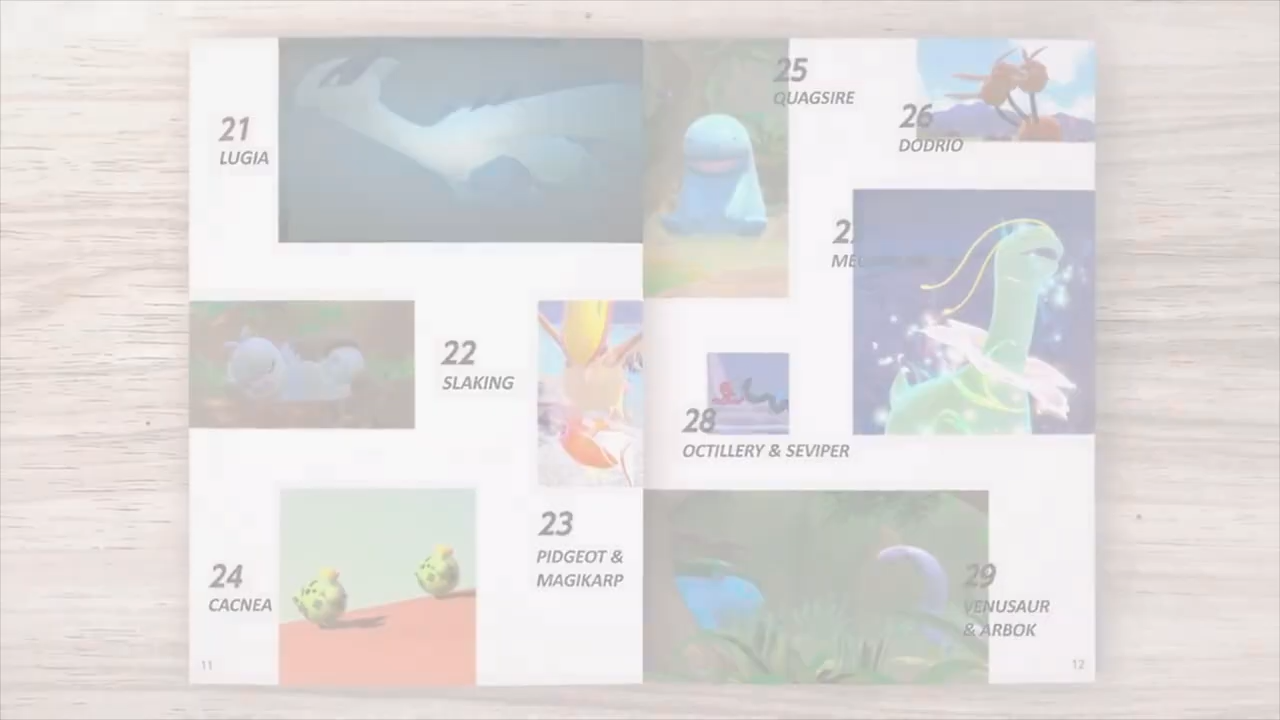 21
LUGIA
22
SLAKING
23
PIDGEOT &
MAGIKARP
24
CACNEA
11
25
QUAGSIRE
26
DODRIO
28
OCTILLERY & SEVIPER
29
VENUSAUR
& ARBOK
12